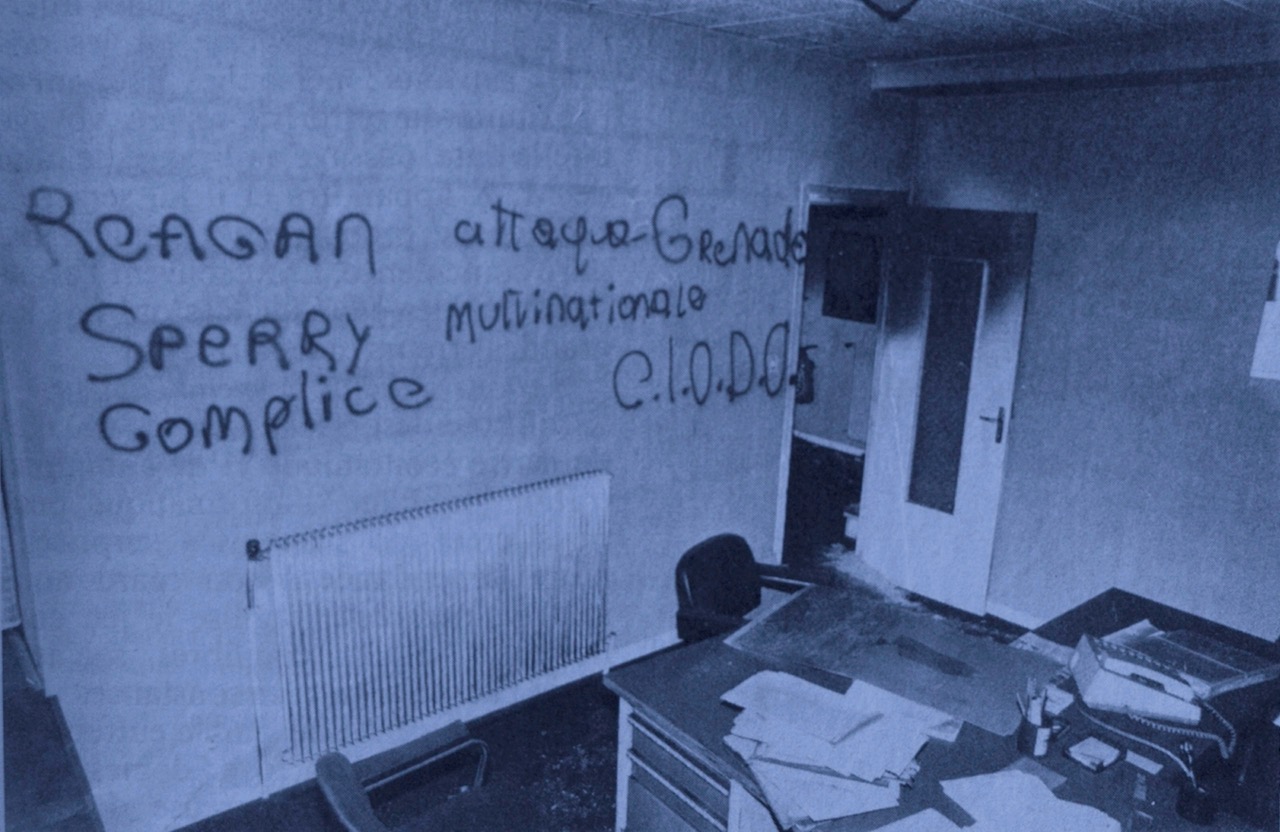 REAGAN attaque Grenade
SPERRY multinationale
complice C.I.O.D.O.